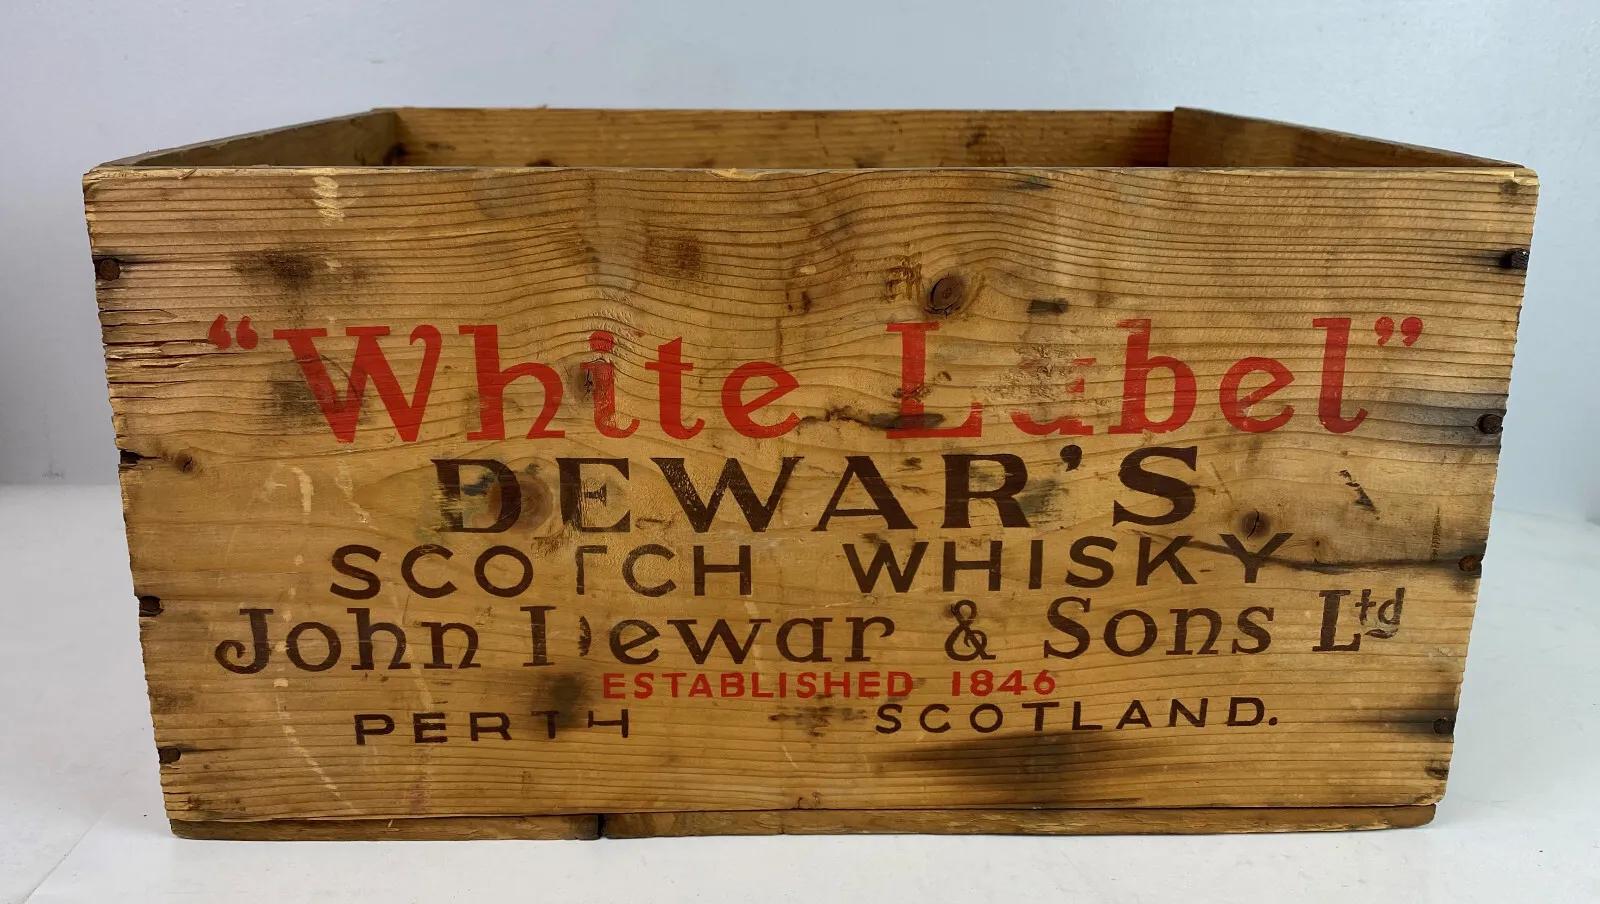 “White Label”
DEWAR'S
SCOTCH WHISKY
John Dewar & Sons Ltd
ESTABLISHED 1846
PERTH SCOTLAND.